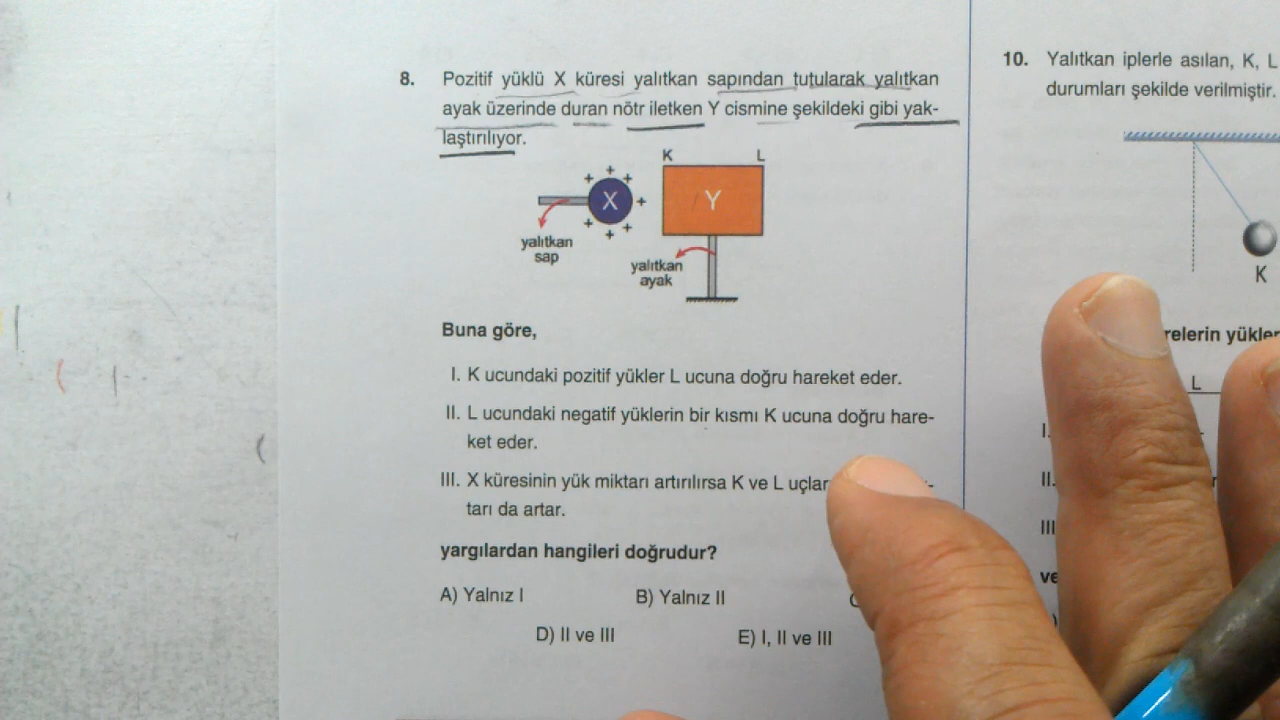 8. Pozitif yüklü X küresi yalıtkan sapından tutularak yalıtkan
ayak üzerinde duran nötr iletken Y cismine şekildeki gibi yak-
laştırılıyor.
K L
+ + +
X + Y
+ + +
yalıtkan
sap
yalıtkan
ayak
Buna göre,
I. K ucundaki pozitif yükler L ucuna doğru hareket eder.
II. L ucundaki negatif yüklerin bir kısmı K ucuna doğru hare-
ket eder.
III. X küresinin yük miktarı artırılırsa K ve L
tarı da artar.
yargılardan hangileri doğrudur?
A) Yalnız I B) Yalnız II
D) II ve III E) I, II ve III
10. Yalıtkan iplerle asılan, K, L
durumları şekilde verilmiştir.
K
L
I.
II.
III